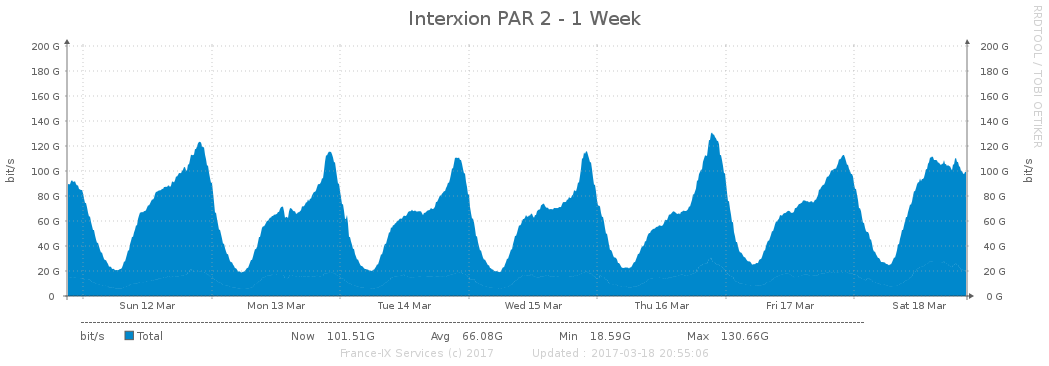 Interxion PAR 2 - 1 Week
RRDTOOL / TOBI OETIKER
200 G 200 G
180 G 180 G
160 G 160 G
140 G 140 G
120 G 120 G
100 G 100 G
80 G 80 G
60 G 60 G
40 G 40 G
20 G 20 G
0 0 G
bit/s
bit/s
Sun 12 Mar Mon 13 Mar Tue 14 Mar Wed 15 Mar Thu 16 Mar Fri 17 Mar Sat 18 Mar
bit/s Total Now 101.51G Avg 66.08G Min 18.59G Max 130.66G
France-IX Services (c) 2017 Updated : 2017-03-18 20:55:06